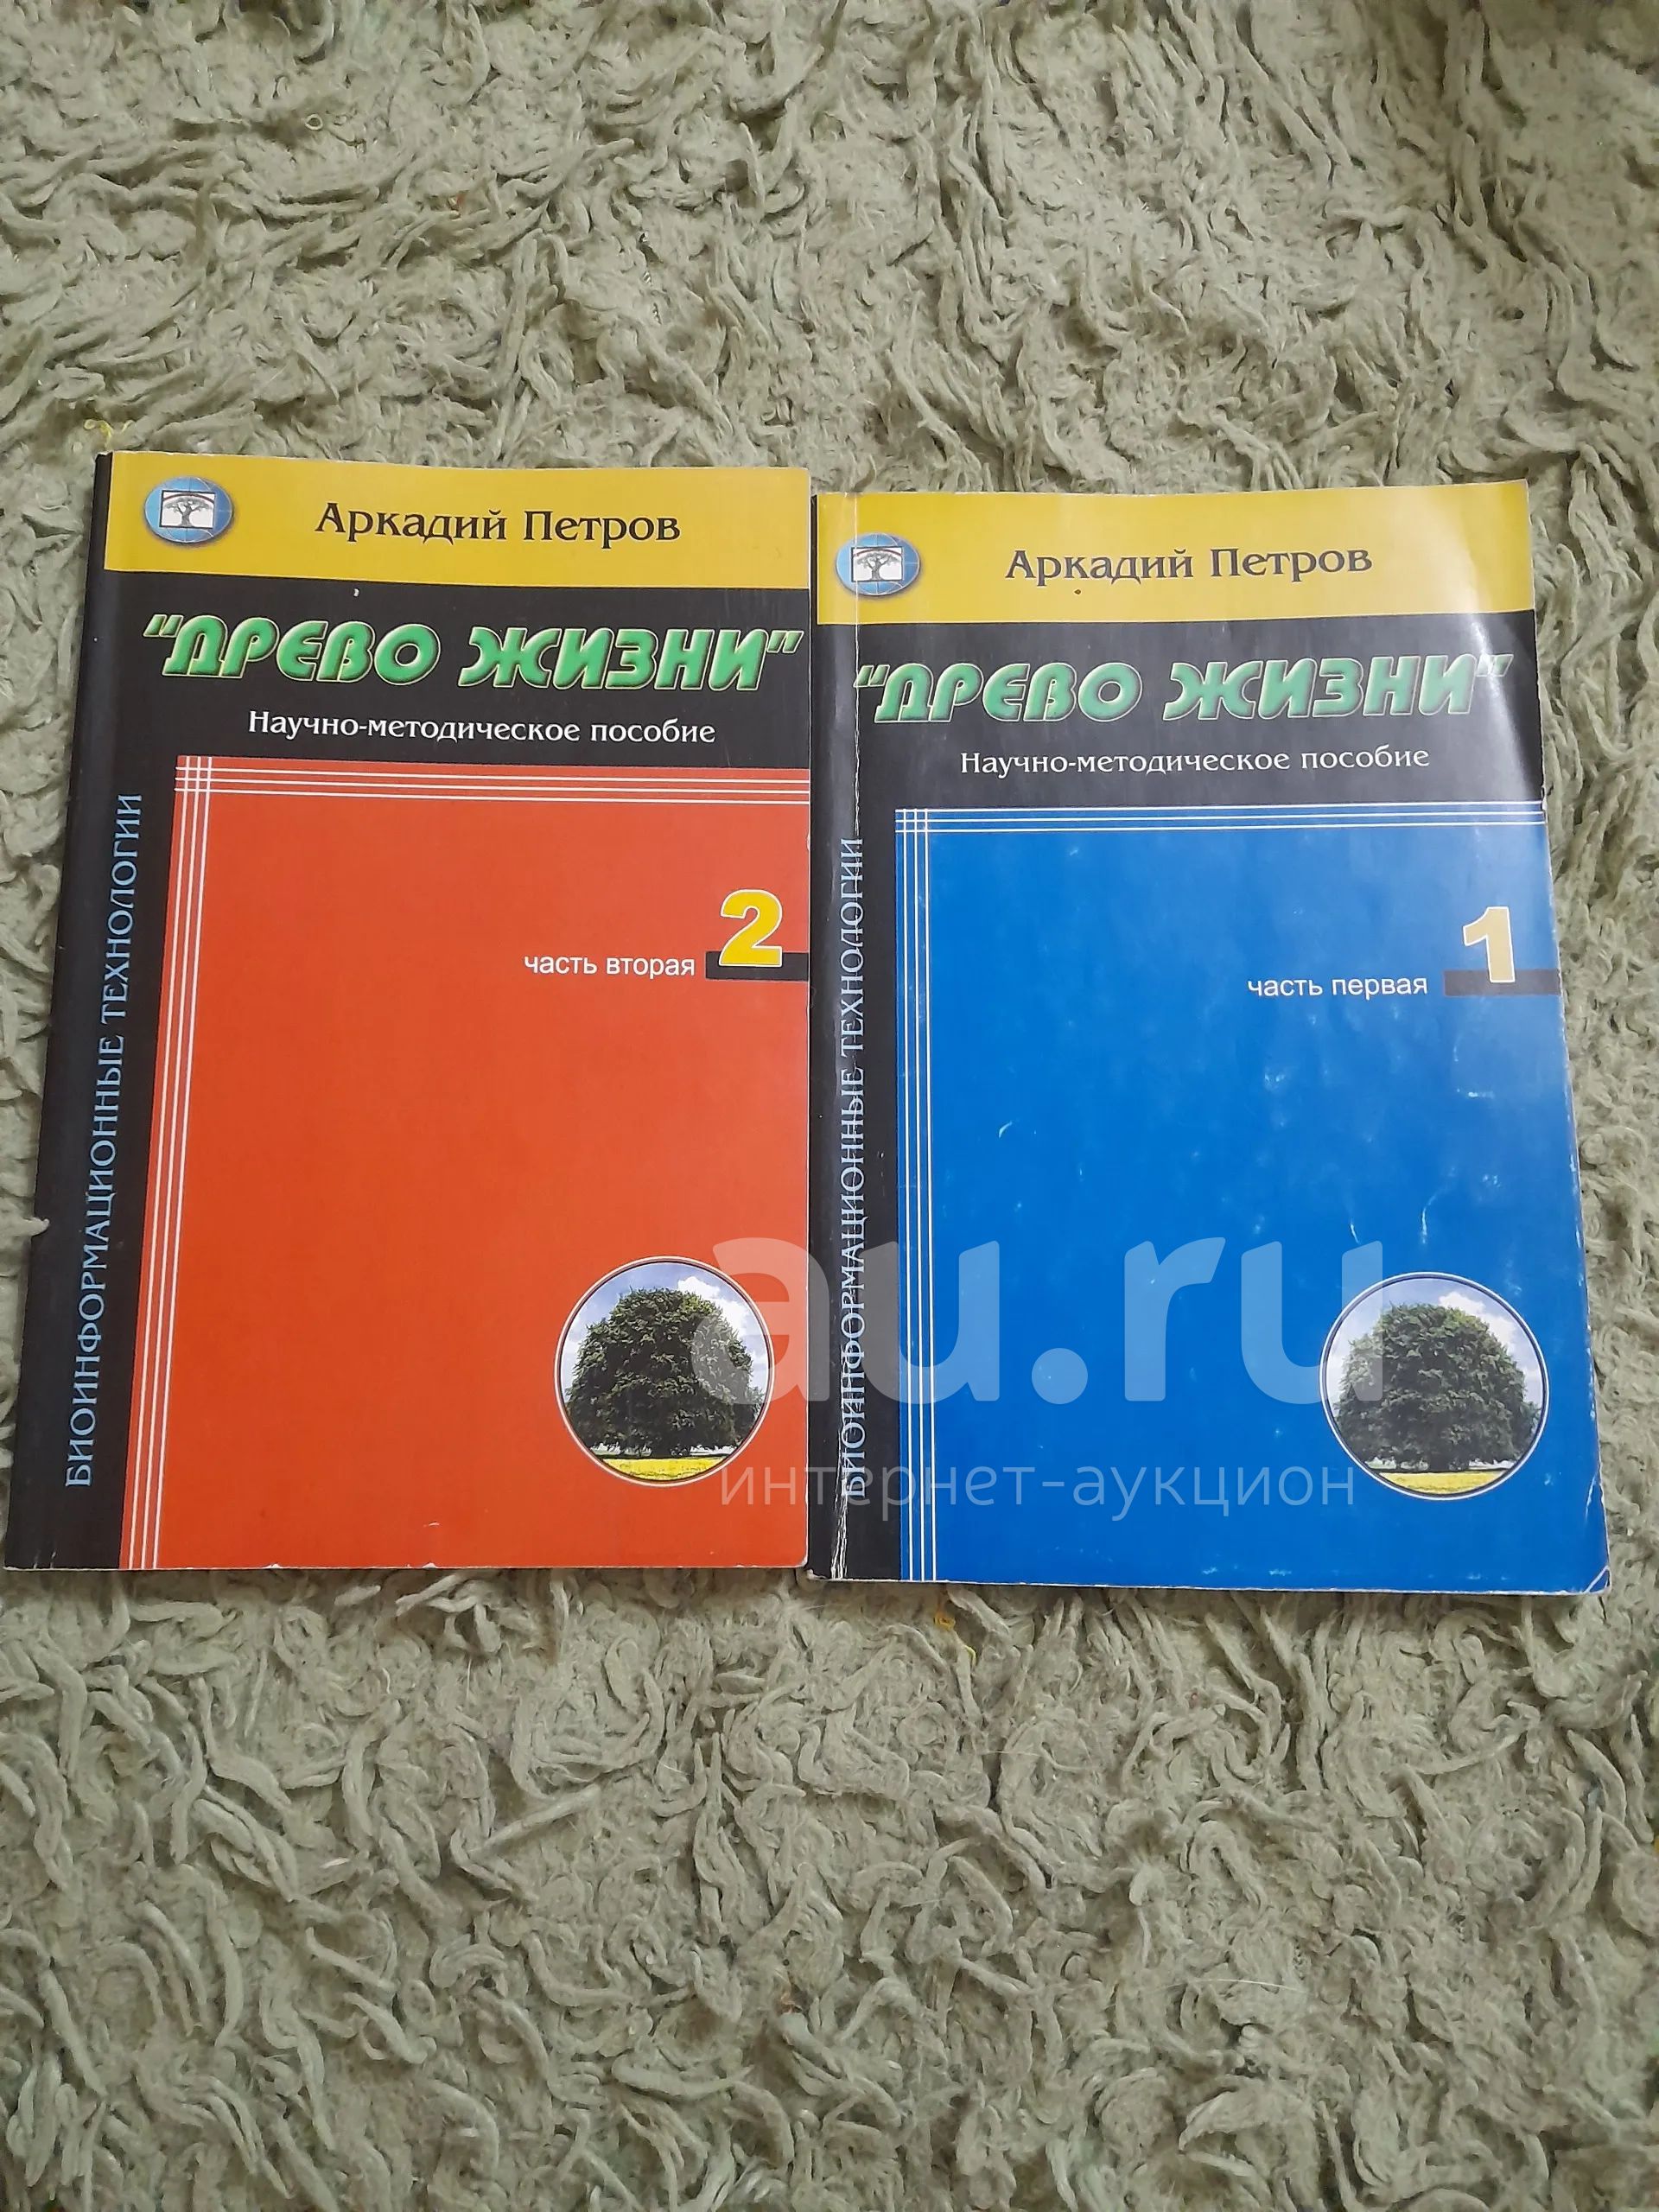 Аркадий Петров
"ДРЕВО ЖИЗНИ"
Научно-методическое пособие
БИОИНФОРМАЦИОННЫЕ ТЕХНОЛОГИИ
часть вторая 2
Аркадий Петров
"ДРЕВО ЖИЗНИ"
Научно-методическое пособие
БИОИНФОРМАЦИОННЫЕ ТЕХНОЛОГИИ
часть первая 1
au.ru
интернет-аукцион